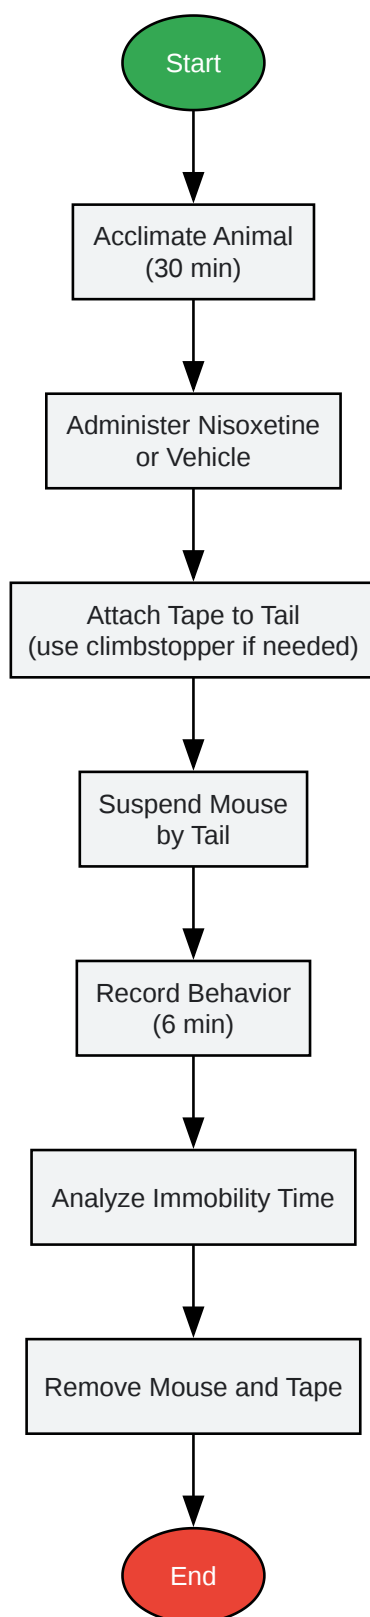 Start
Acclimate Animal
(30 min)
Administer Nisoxetine
or Vehicle
Attach Tape to Tail
(use climbstopper if needed)
Suspend Mouse
by Tail
Record Behavior
(6 min)
Analyze Immobility Time
Remove Mouse and Tape
End